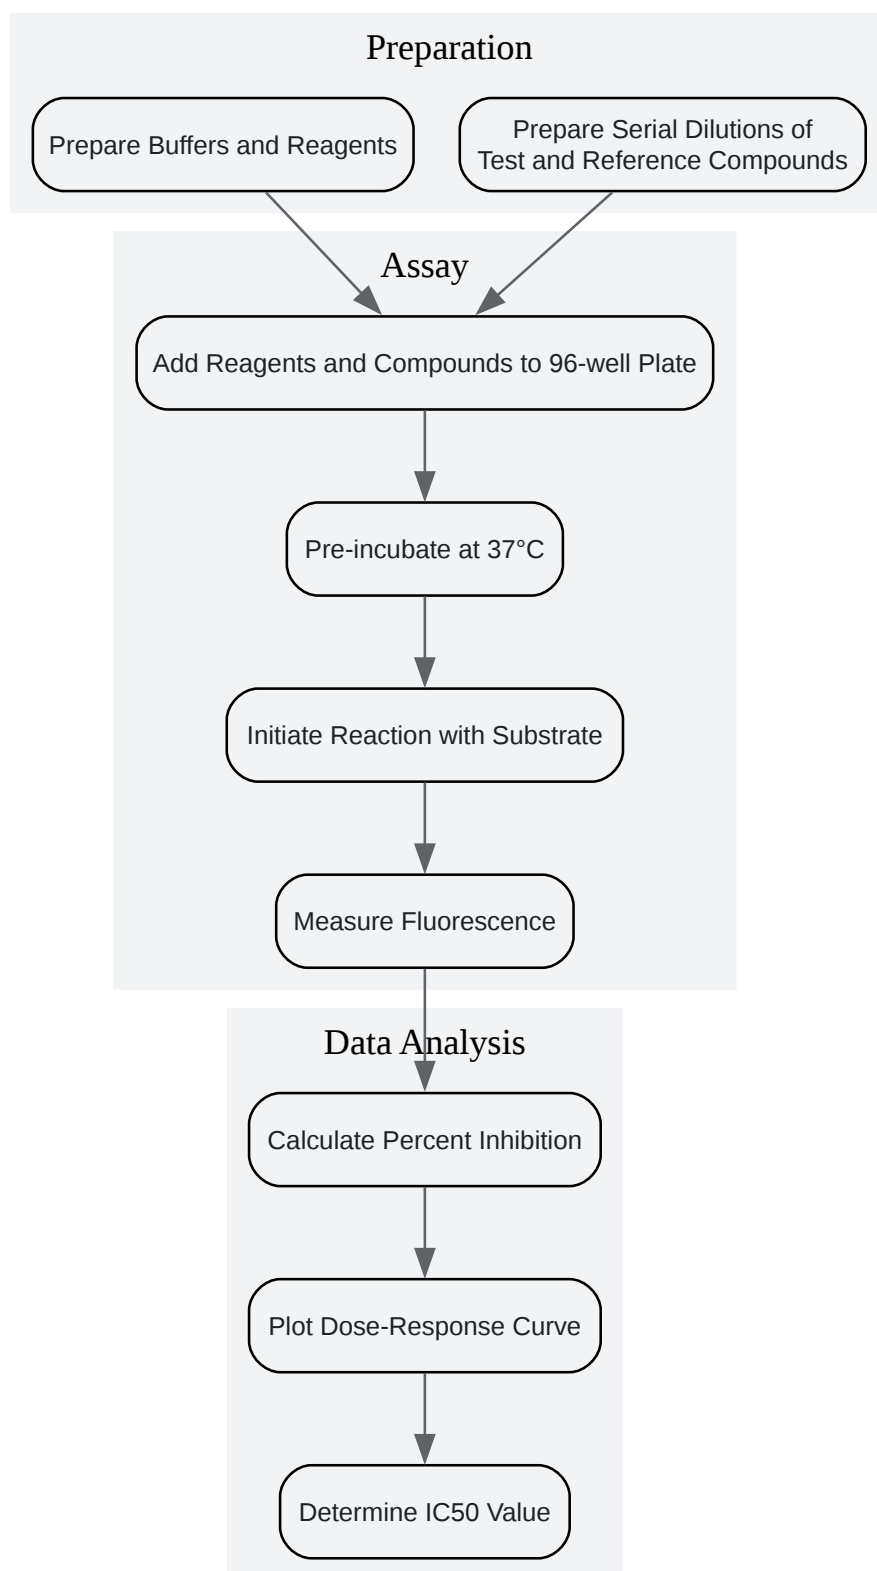 Preparation
Prepare Buffers and Reagents
Prepare Serial Dilutions of
Test and Reference Compounds
Assay
Add Reagents and Compounds to 96-well Plate
Pre-incubate at 37°C
Initiate Reaction with Substrate
Measure Fluorescence
Data Analysis
Calculate Percent Inhibition
Plot Dose-Response Curve
Determine IC50 Value